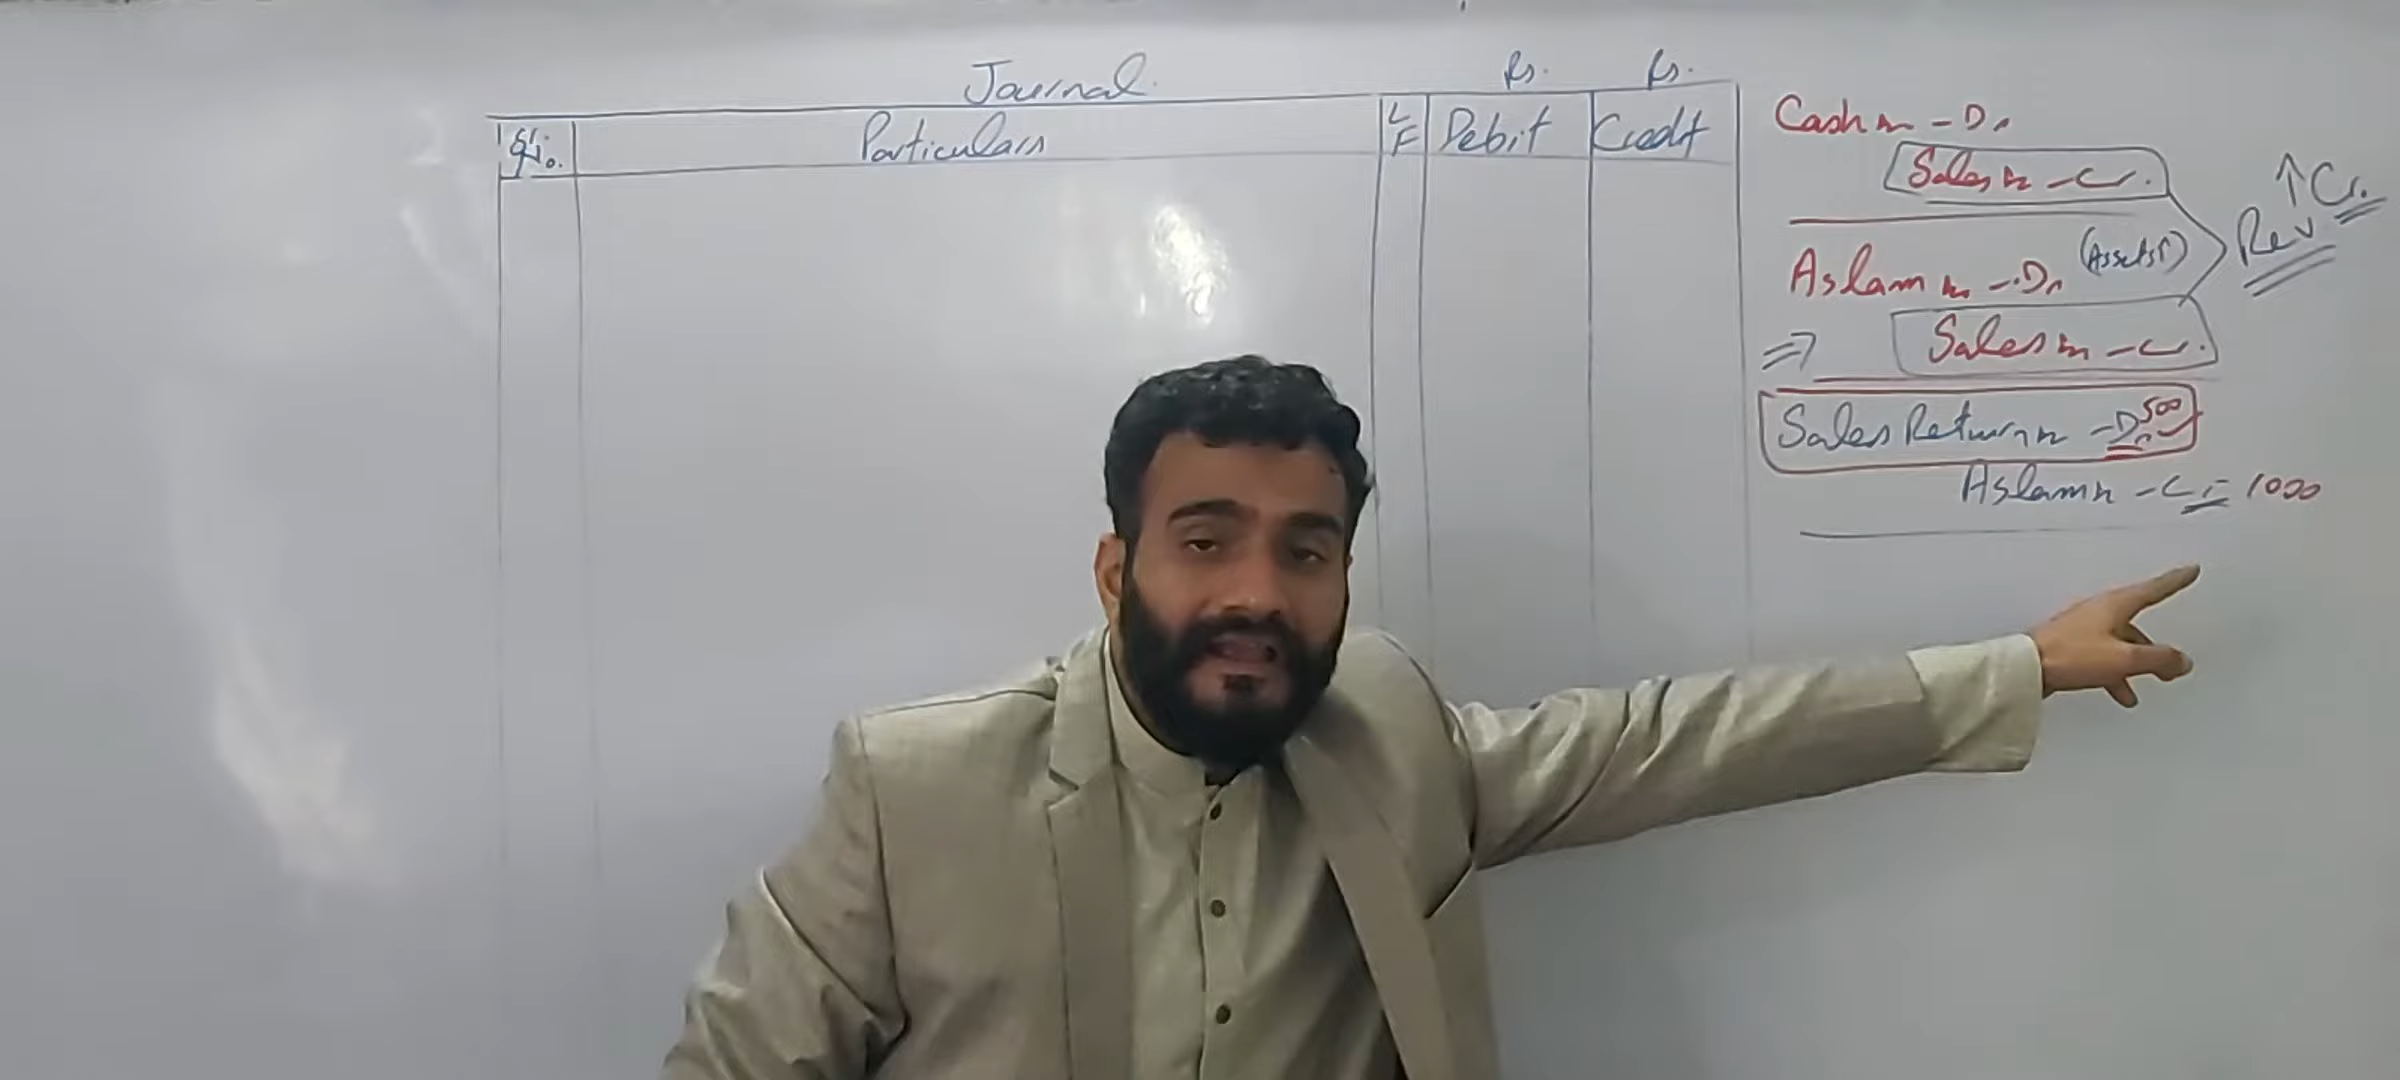 Journal
Rs. Rs.
No. Particulars L F Debit Credit
Cash - Dr
Sales - Cr.
↑ Cr.
Rev
Aslam - Dr (Assets↑)
⇒ Sales - Cr.
Sales Return - Dr 500
Aslam - Cr 1000